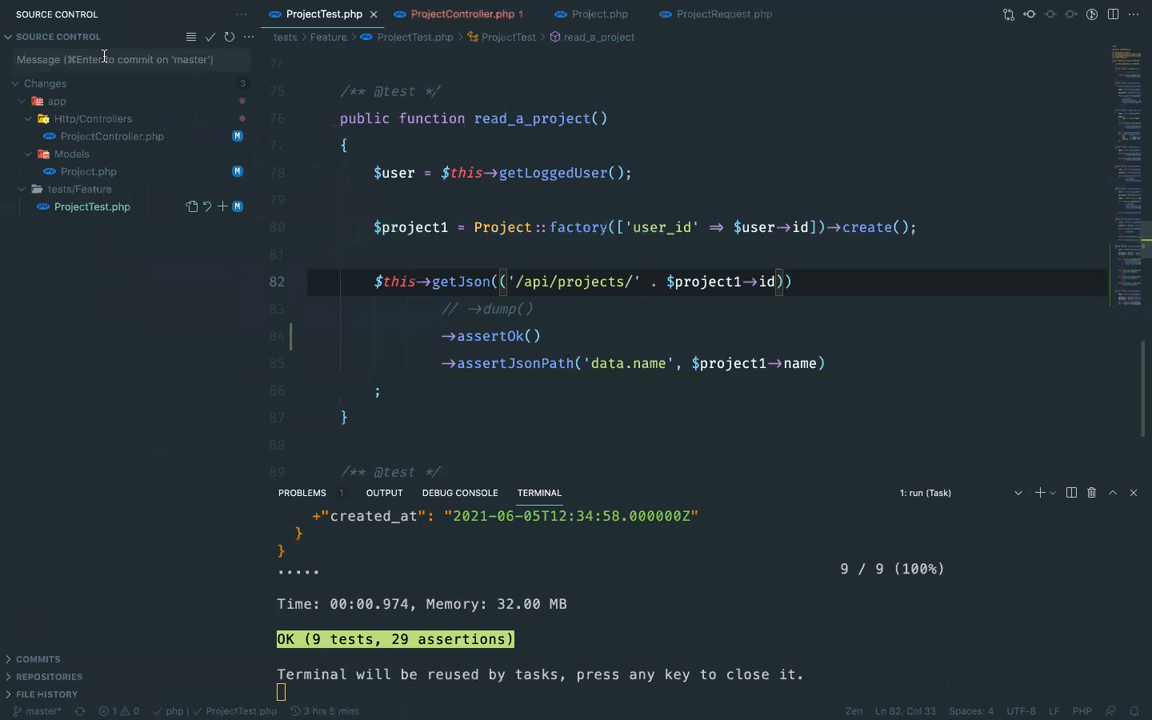 SOURCE CONTROL
ProjectTest.php
ProjectController.php 1
Project.php
ProjectRequest.php
SOURCE CONTROL
tests > Feature > ProjectTest.php > ProjectTest > read_a_project
Message (⌘Enter to commit on 'master')
Changes 3
app
Http/Controllers
ProjectController.php M
Models
Project.php M
tests/Feature
ProjectTest.php M
74
75 /** @test */
76 public function read_a_project()
77 {
78 $user = $this->getLoggedUser();
79
80 $project1 = Project::factory(['user_id' => $user->id])->create();
81
82 $this->getJson(('/api/projects/' . $project1->id))
83 // ->dump()
84 ->assertOk()
85 ->assertJsonPath('data.name', $project1->name)
86 ;
87 }
88
89 /** @test */
PROBLEMS 1 OUTPUT DEBUG CONSOLE TERMINAL 1: run (Task)
+"created_at": "2021-06-05T12:34:58.000000Z"
}
}
..... 9 / 9 (100%)
Time: 00:00.974, Memory: 32.00 MB
OK (9 tests, 29 assertions)
Terminal will be reused by tasks, press any key to close it.
COMMITS
REPOSITORIES
FILE HISTORY
master* 1 0 php ProjectTest.php 3 hrs 5 mins Zen Ln 82, Col 33 Spaces: 4 UTF-8 LF PHP